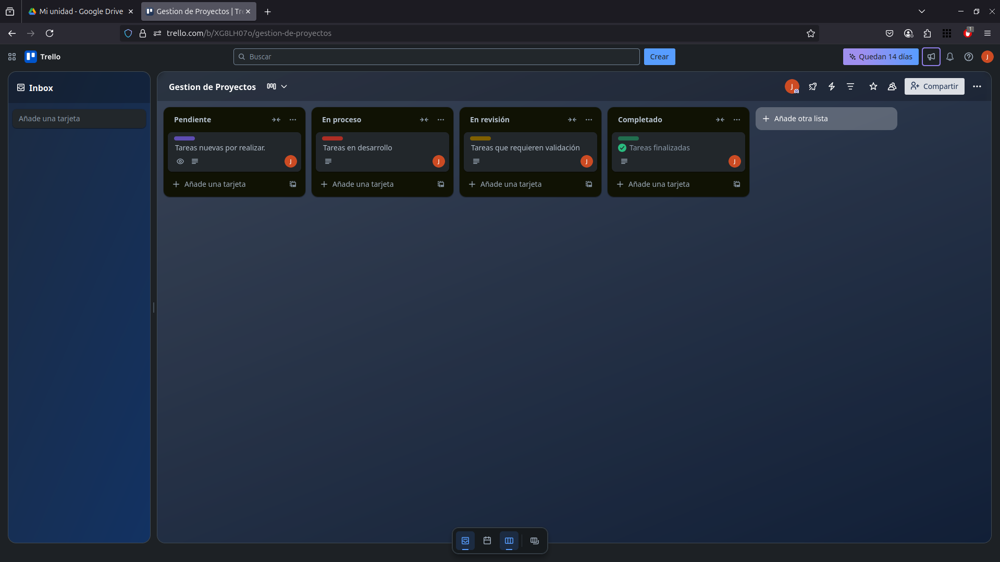 Mi unidad - Google Drive
Gestion de Proyectos | Tre
trello.com/b/XG8LH07o/gestion-de-proyectos
1
Trello
Buscar
Crear
Quedan 14 días
J
Inbox
Añade una tarjeta
Gestion de Proyectos
J
Compartir
Pendiente
Tareas nuevas por realizar.
J
Añade una tarjeta
En proceso
Tareas en desarrollo
J
Añade una tarjeta
En revisión
Tareas que requieren validación
J
Añade una tarjeta
Completado
Tareas finalizadas
J
Añade una tarjeta
Añade otra lista